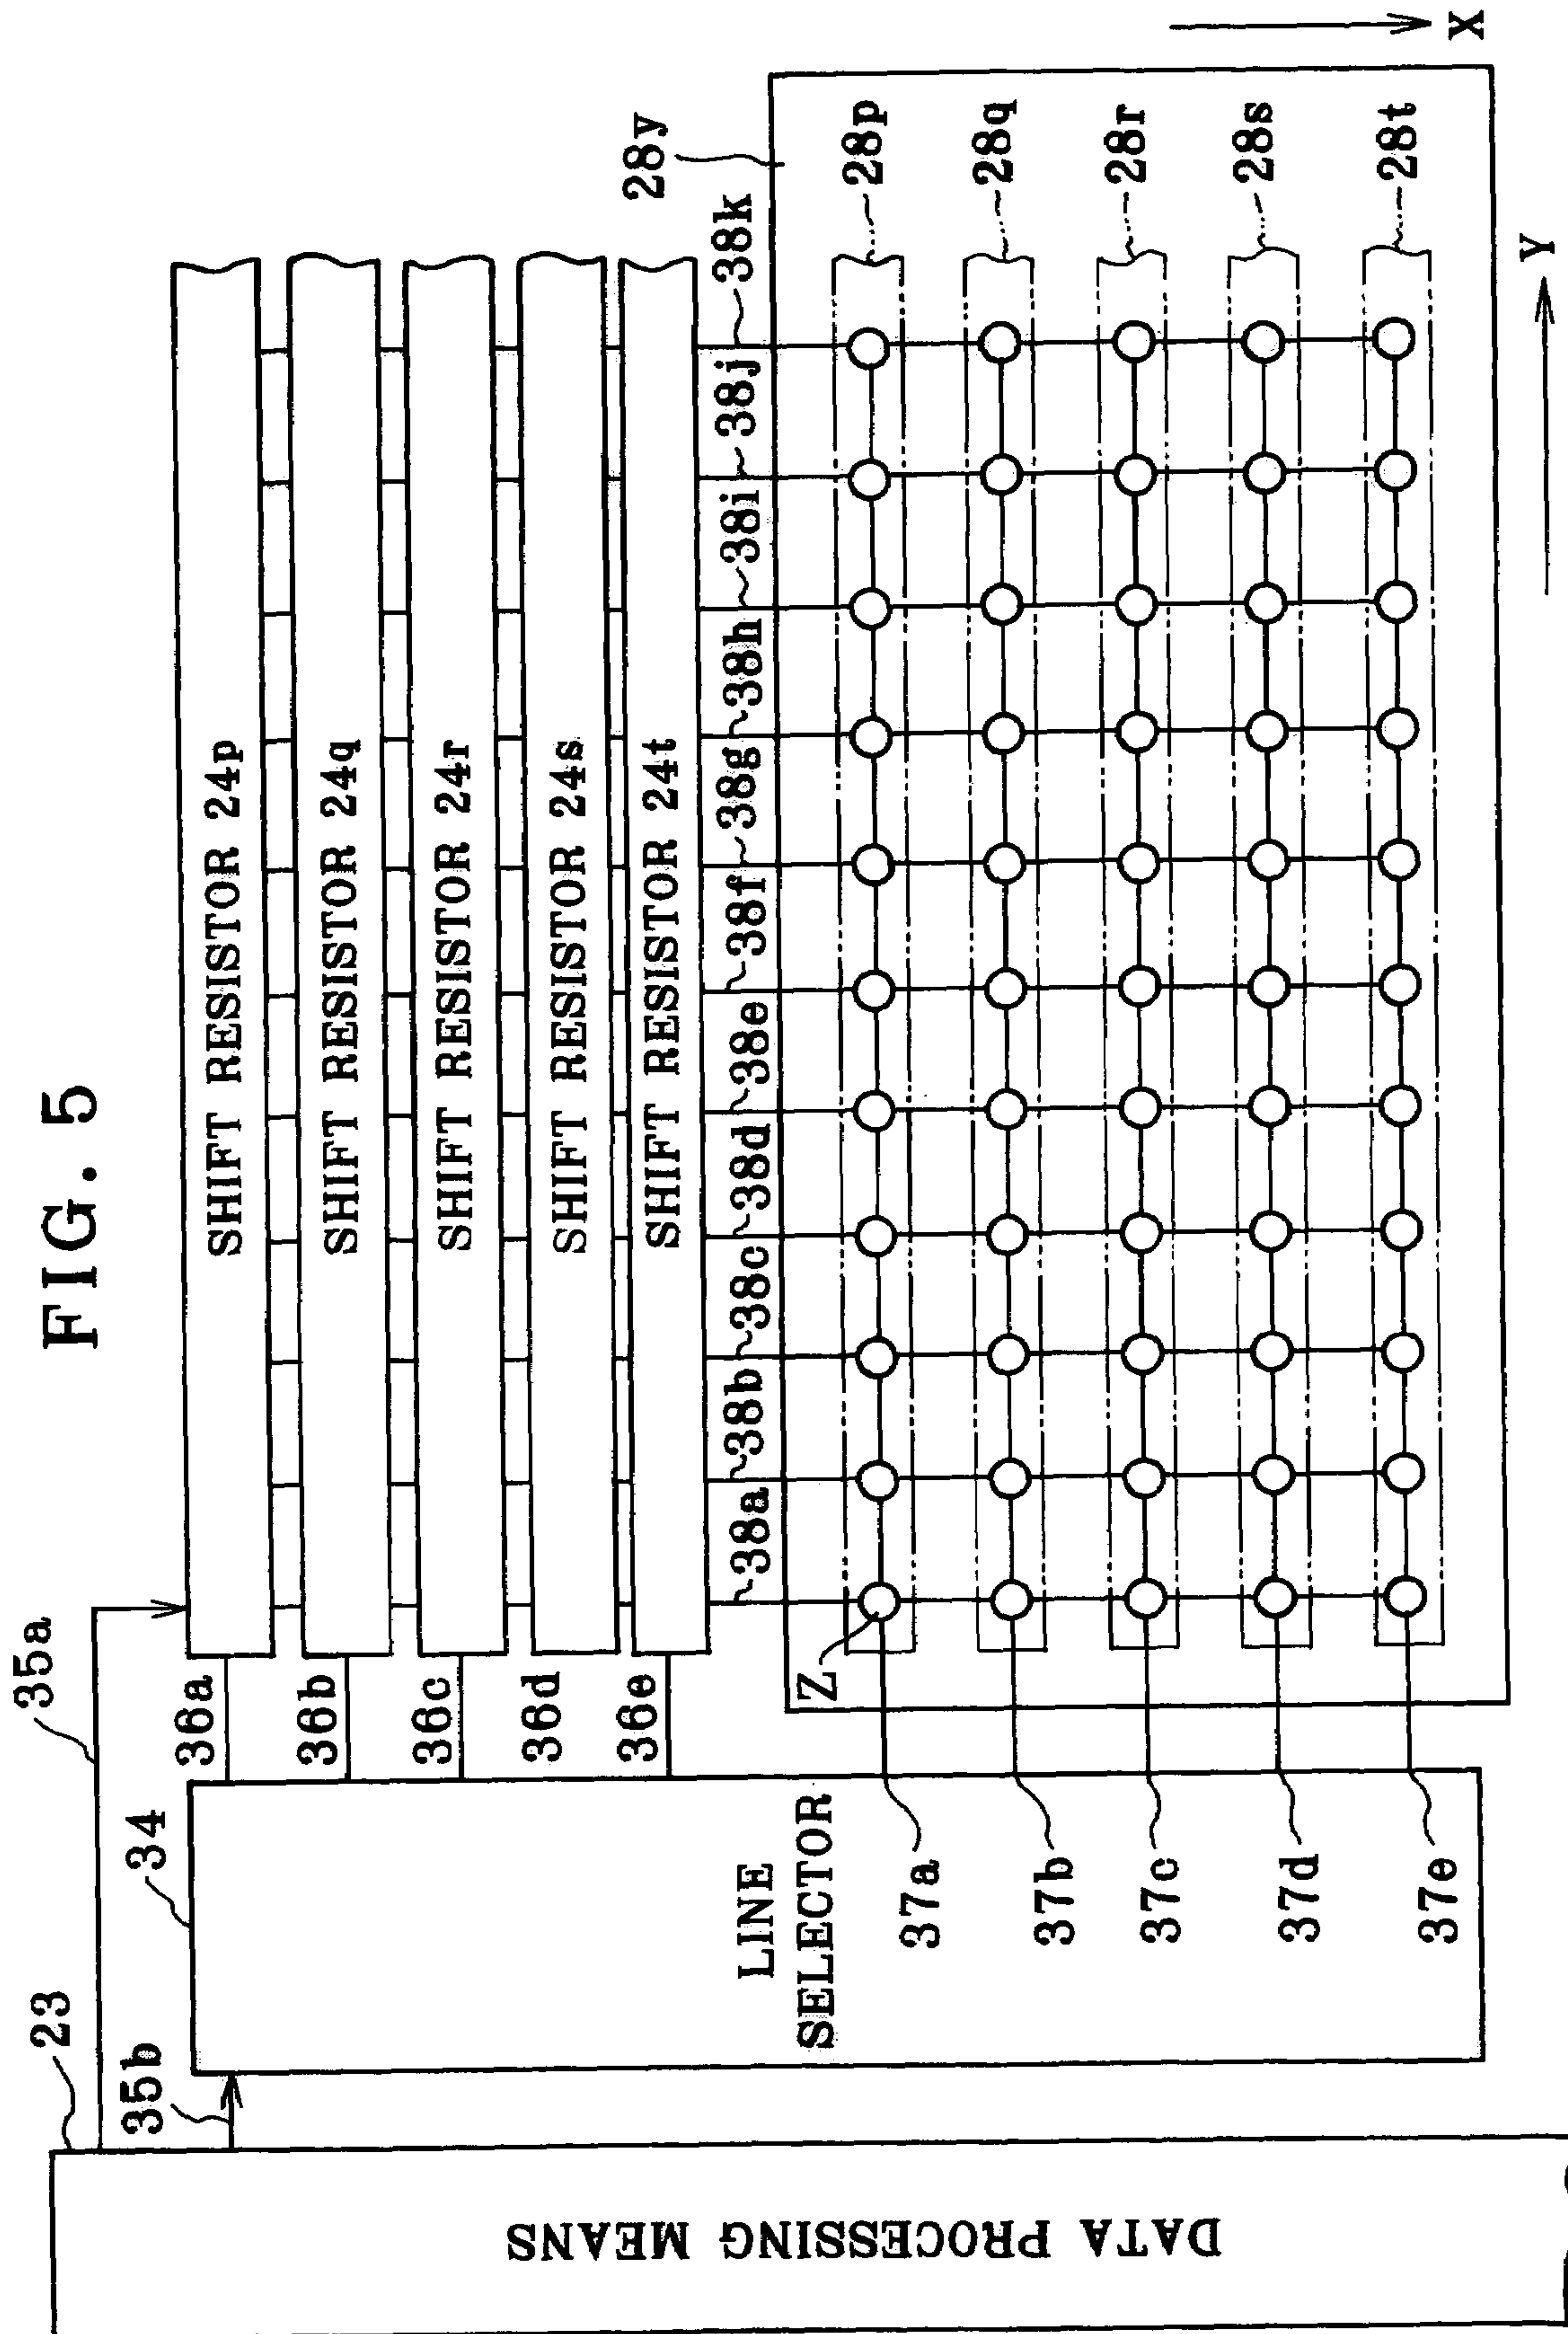 FIG. 5
23
35a
35b
34
36a
36b
36c
36d
36e
SHIFT RESISTOR 24p
SHIFT RESISTOR 24q
SHIFT RESISTOR 24r
SHIFT RESISTOR 24s
SHIFT RESISTOR 24t
DATA PROCESSING MEANS
LINE
SELECTOR
38a
38b
38c
38d
38e
38f
38g
38h
38i
38j
38k
28y
Z
37a
37b
37c
37d
37e
28p
28q
28r
28s
28t
X
Y